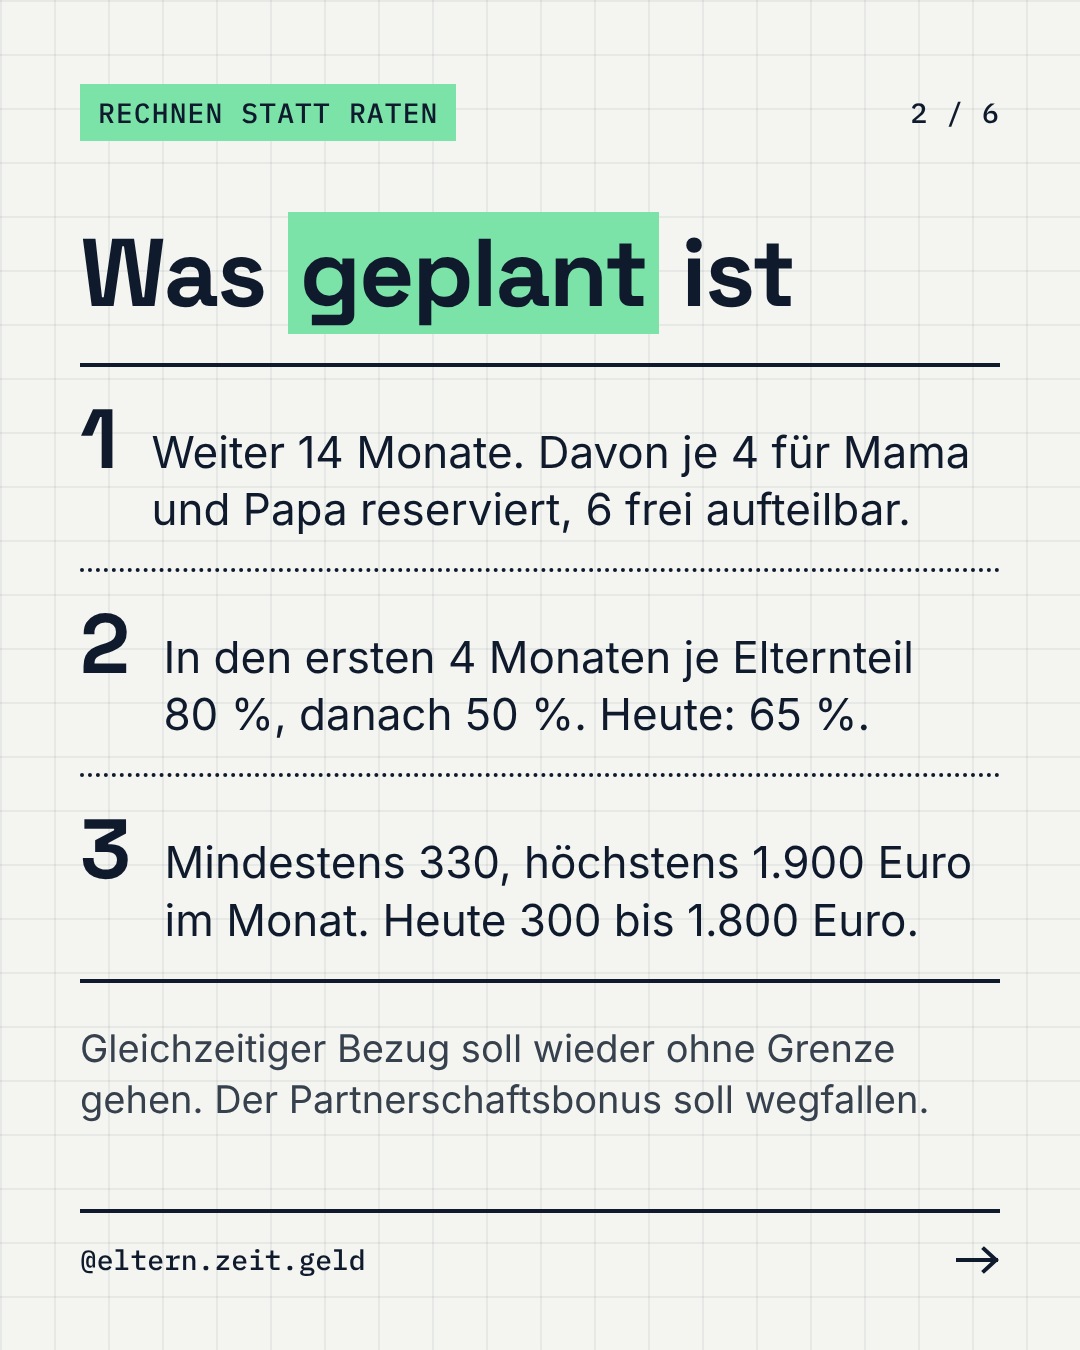 RECHNEN STATT RATEN
2 / 6
Was geplant ist
1 Weiter 14 Monate. Davon je 4 für Mama
und Papa reserviert, 6 frei aufteilbar.
2 In den ersten 4 Monaten je Elternteil
80 %, danach 50 %. Heute: 65 %.
3 Mindestens 330, höchstens 1.900 Euro
im Monat. Heute 300 bis 1.800 Euro.
Gleichzeitiger Bezug soll wieder ohne Grenze
gehen. Der Partnerschaftsbonus soll wegfallen.
@eltern.zeit.geld →